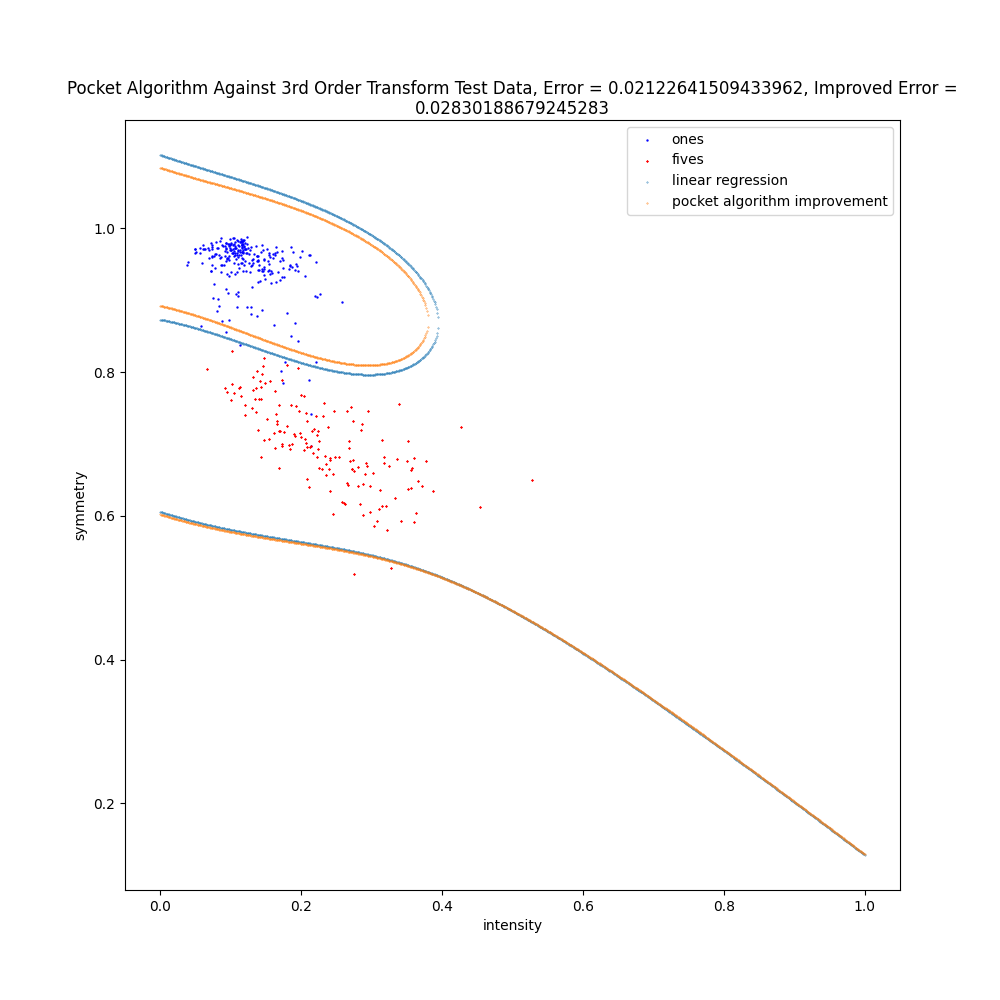 Pocket Algorithm Against 3rd Order Transform Test Data, Error = 0.02122641509433962, Improved Error =
0.02830188679245283
ones
fives
linear regression
pocket algorithm improvement
1.0
0.8
0.6
0.4
0.2
symmetry
0.0 0.2 0.4 0.6 0.8 1.0
intensity